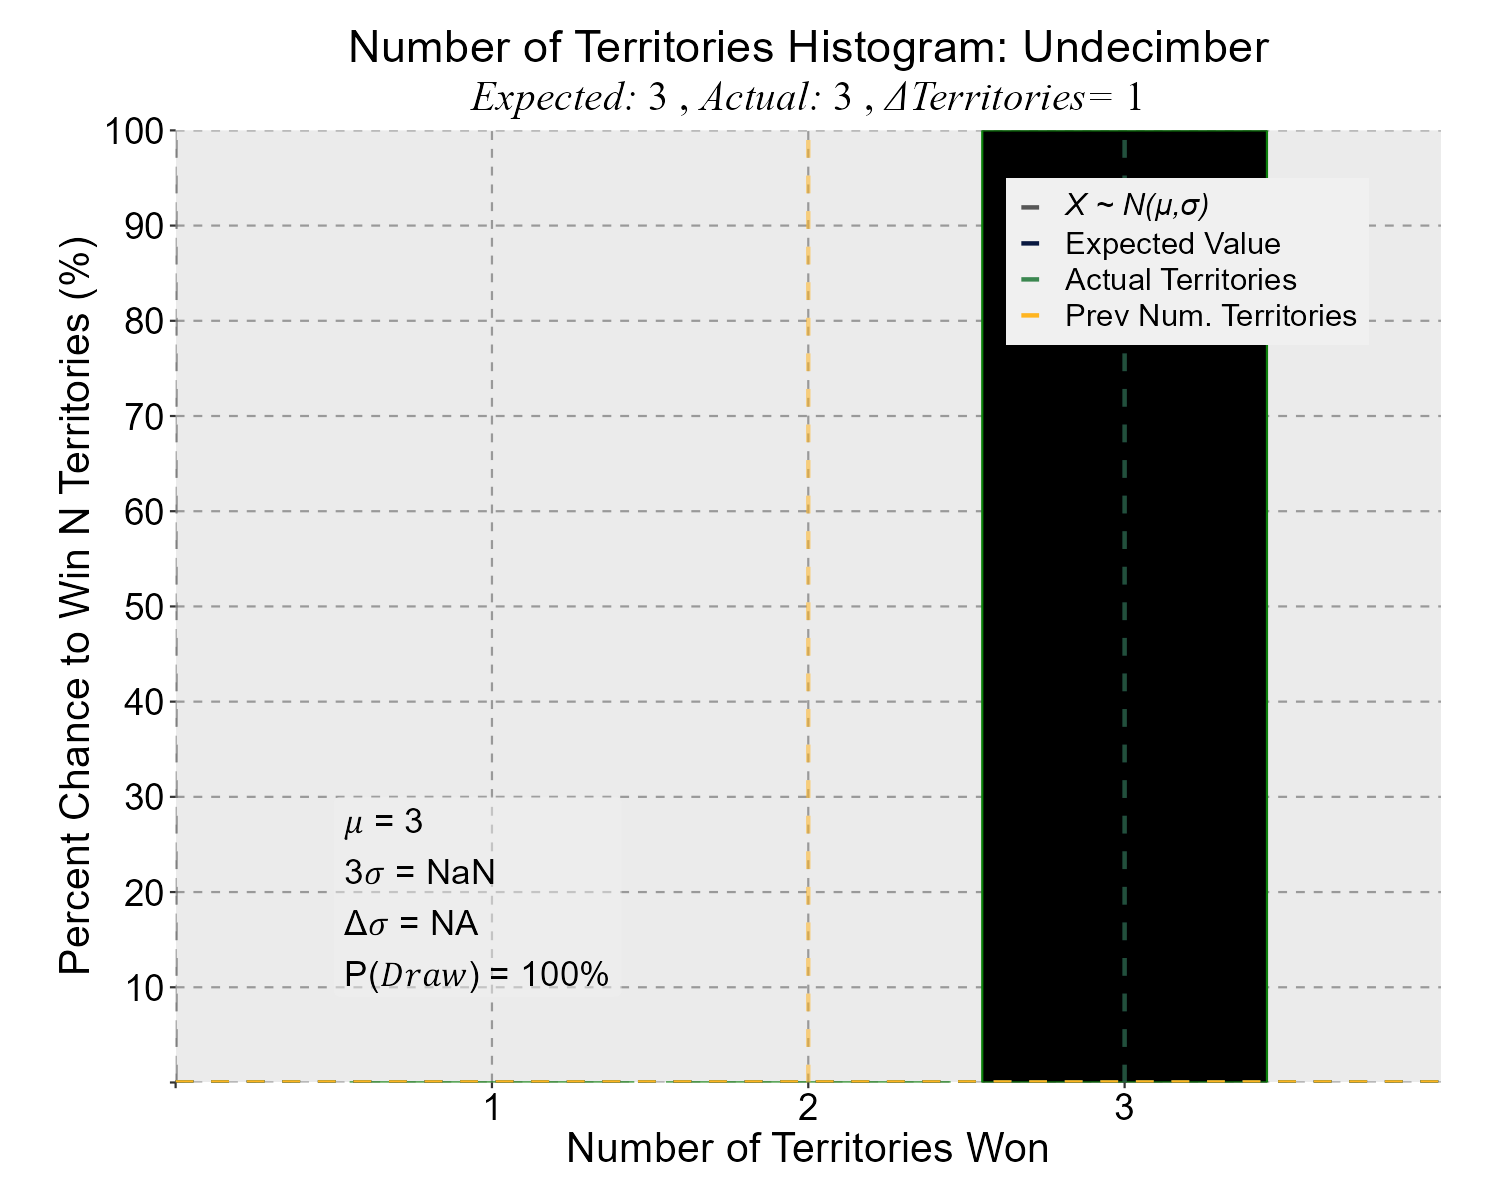 Number of Territories Histogram: Undecimber
Expected: 3 , Actual: 3 , ΔTerritories= 1
Percent Chance to Win N Territories (%)
100
90
80
70
60
50
40
30
20
10
X ~ N(μ,σ)
Expected Value
Actual Territories
Prev Num. Territories
μ = 3
3σ = NaN
Δσ = NA
P(Draw) = 100%
1 2 3
Number of Territories Won